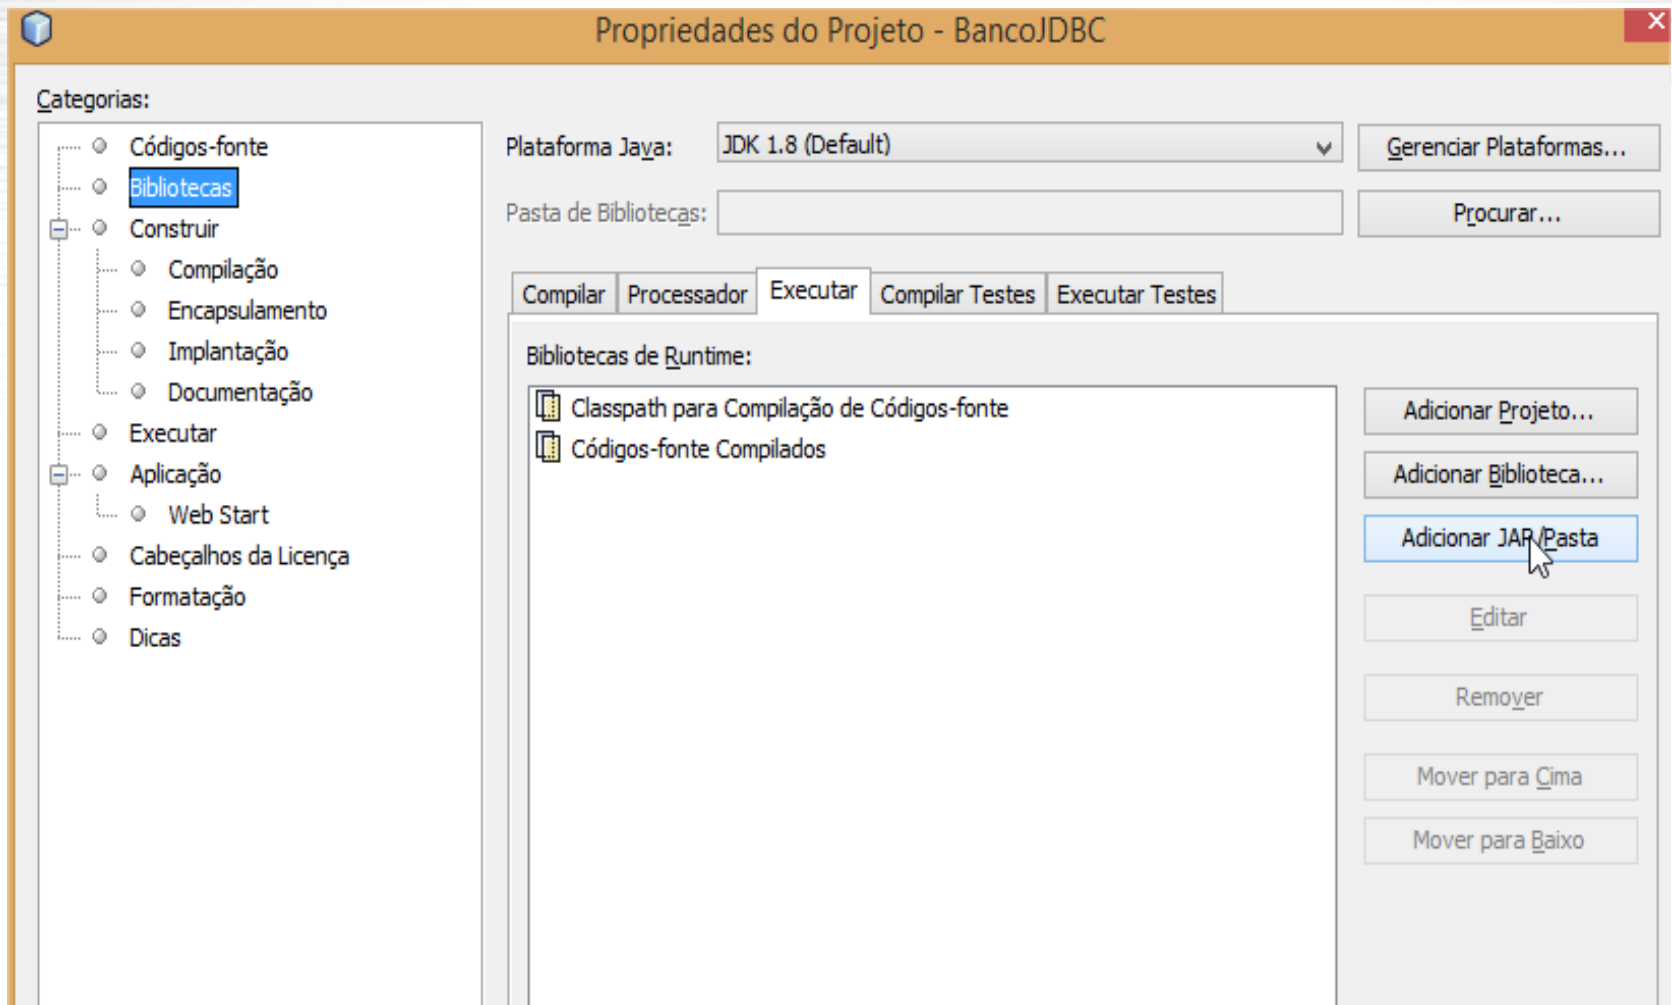 Propriedades do Projeto - BancoJDBC
Categorias:
Códigos-fonte
Bibliotecas
Construir
Compilação
Encapsulamento
Implantação
Documentação
Executar
Aplicação
Web Start
Cabeçalhos da Licença
Formatação
Dicas
Plataforma Java:
JDK 1.8 (Default)
Gerenciar Plataformas...
Pasta de Bibliotecas:
Procurar...
Compilar
Processador
Executar
Compilar Testes
Executar Testes
Bibliotecas de Runtime:
Classpath para Compilação de Códigos-fonte
Códigos-fonte Compilados
Adicionar Projeto...
Adicionar Biblioteca...
Adicionar JAR/Pasta
Editar
Remover
Mover para Cima
Mover para Baixo